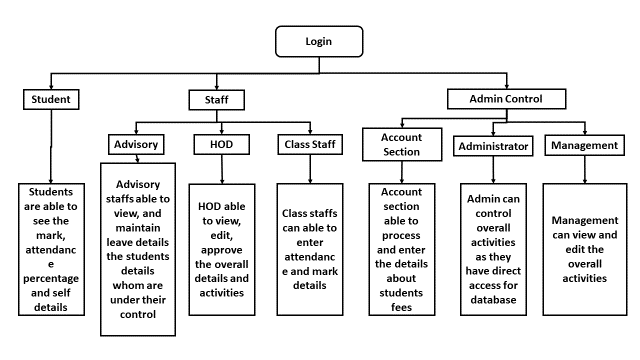 Login
Student
Staff
Admin Control
Advisory
HOD
Class Staff
Account
Section
Administrator
Management
Students
are able to
see the
mark,
attendanc
e
percentage
and self
details
Advisory
staffs able to
view, and
maintain
leave details
the students
details
whom are
under their
control
HOD able
to view,
edit,
approve
the overall
details and
activities
Class staffs
can able to
enter
attendanc
e and mark
details
Account
section
able to
process
and enter
the details
about
students
fees
Admin can
control
overall
activities
as they
have direct
access for
database
Management
can view and
edit the
overall
activities